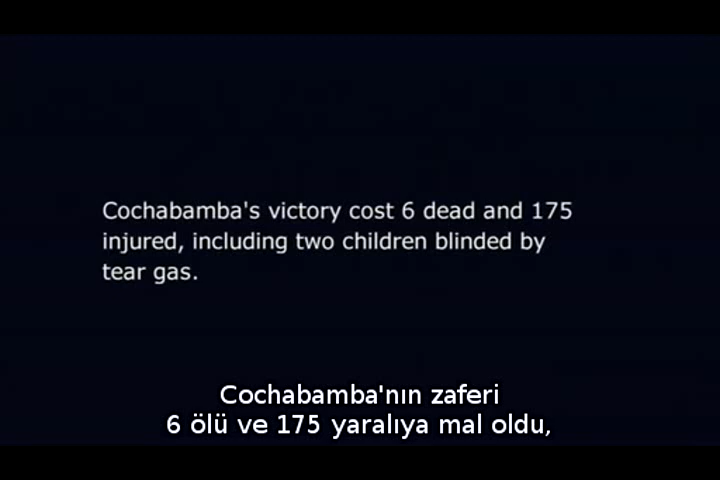 Cochabamba's victory cost 6 dead and 175
injured, including two children blinded by
tear gas.
Cochabamba'nın zaferi
6 ölü ve 175 yaralıya mal oldu,